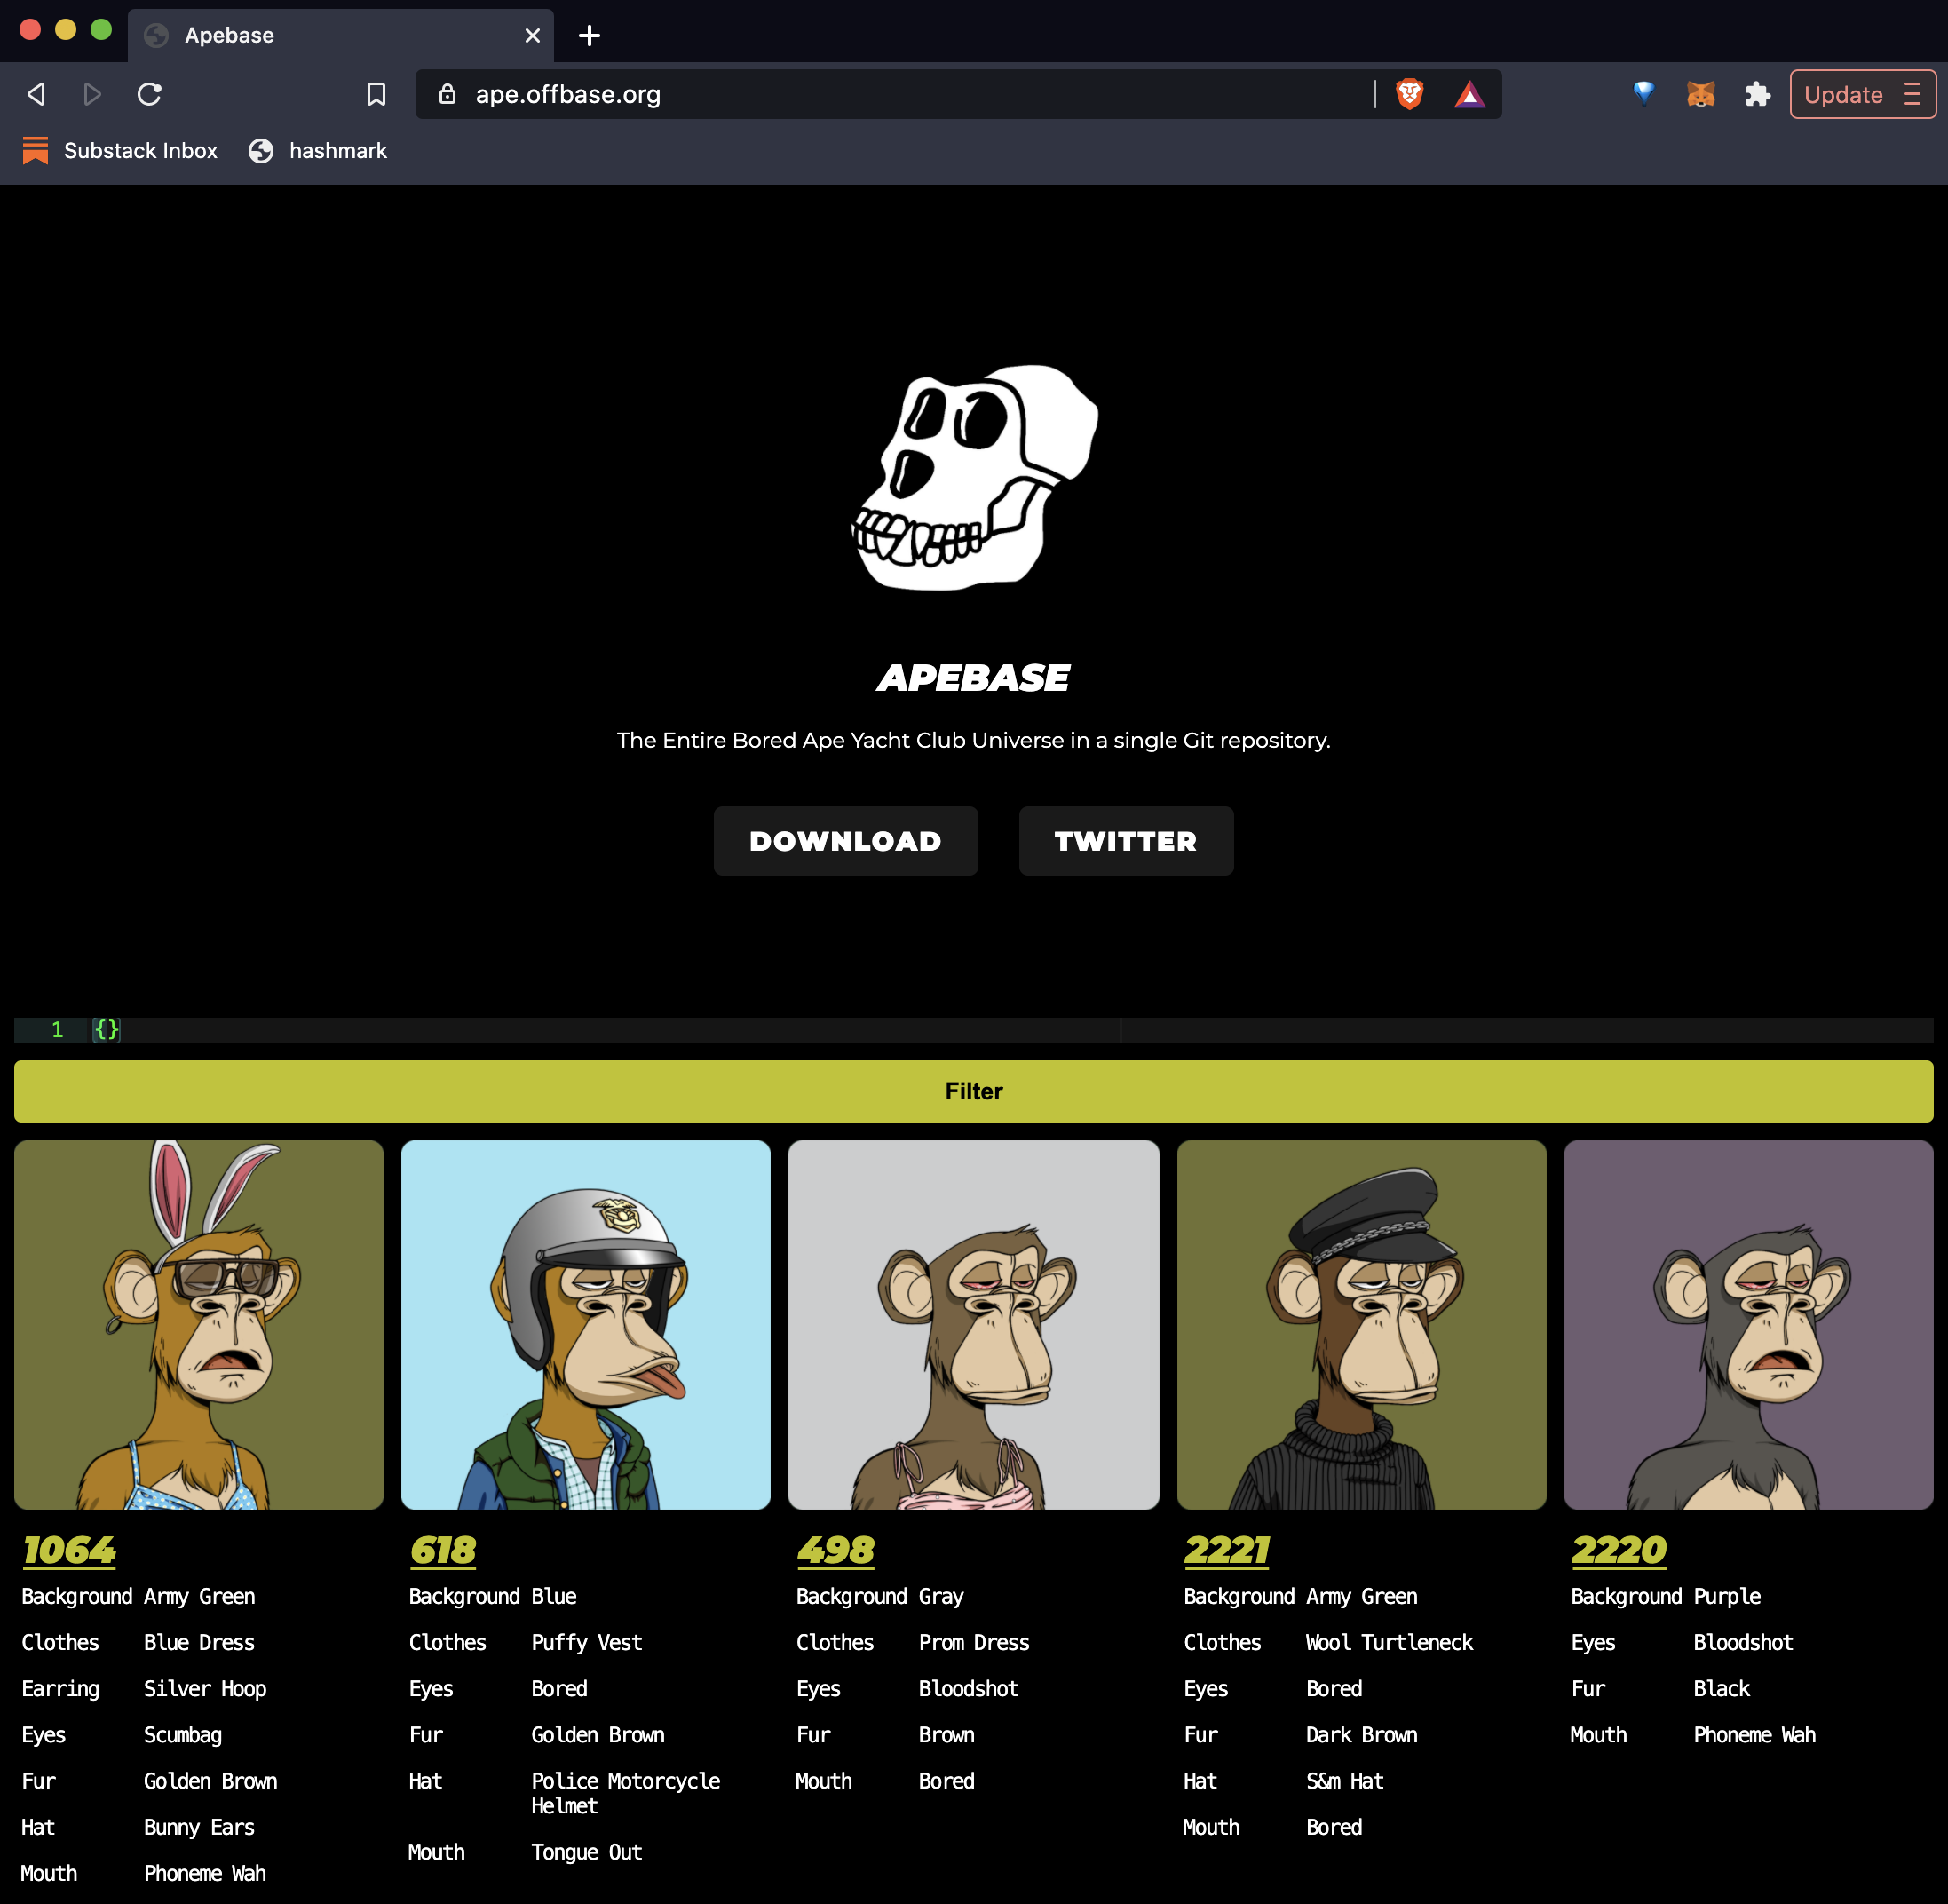 Apebase
ape.offbase.org
Update
Substack Inbox
hashmark
APEBASE
The Entire Bored Ape Yacht Club Universe in a single Git repository.
DOWNLOAD
TWITTER
1 {}
Filter
1064
Background Army Green
Clothes Blue Dress
Earring Silver Hoop
Eyes Scumbag
Fur Golden Brown
Hat Bunny Ears
Mouth Phoneme Wah
618
Background Blue
Clothes Puffy Vest
Eyes Bored
Fur Golden Brown
Hat Police Motorcycle
Helmet
Mouth Tongue Out
498
Background Gray
Clothes Prom Dress
Eyes Bloodshot
Fur Brown
Mouth Bored
2221
Background Army Green
Clothes Wool Turtleneck
Eyes Bored
Fur Dark Brown
Hat S&m Hat
Mouth Bored
2220
Background Purple
Eyes Bloodshot
Fur Black
Mouth Phoneme Wah